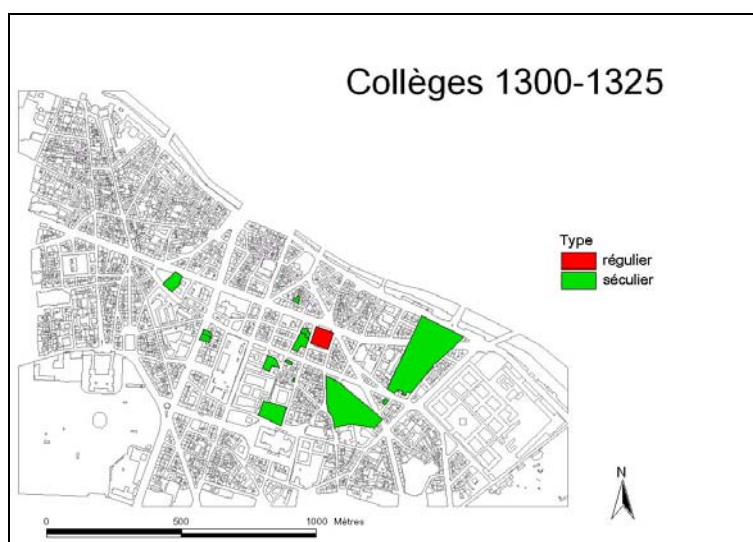 Collèges 1300-1325
Type
régulier
séculier
N
0 500 1000 Mètres